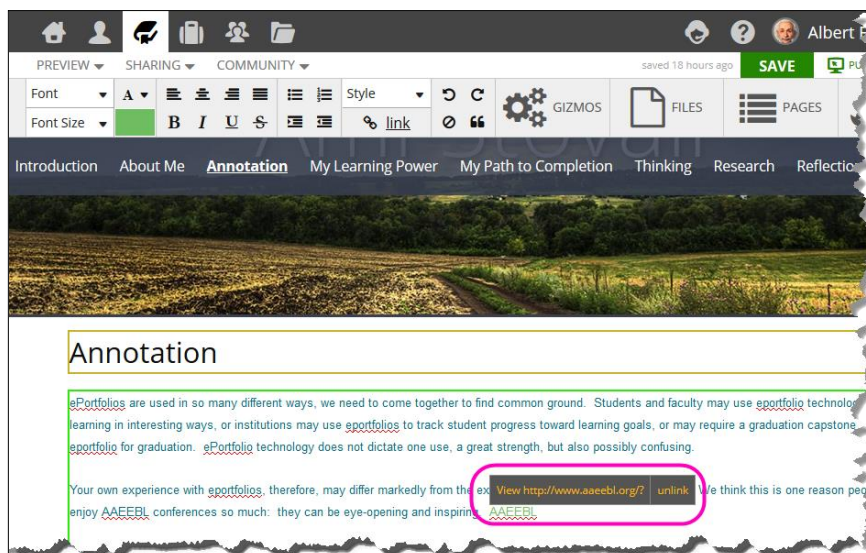 Albert
PREVIEW SHARING COMMUNITY saved 18 hours ago SAVE
Font A Style GIZMOS FILES PAGES
Font Size B I U S link
Introduction About Me Annotation My Learning Power My Path to Completion Thinking Research
Annotation
ePortfolios are used in so many different ways, we need to come together to find common ground. Students and faculty may use eportfolio
learning in interesting ways, or institutions may use eportfolios to track student progress toward learning goals, or may require a graduation capstone
eportfolio for graduation. ePortfolio technology does not dictate one use, a great strength, but also possibly confusing.
Your own experience with eportfolios, therefore, may differ markedly from the View http://www.aaeebl.org/? unlink We think this is one reason
enjoy AAEEBL conferences so much: they can be eye-opening and inspiring. AAEEBL